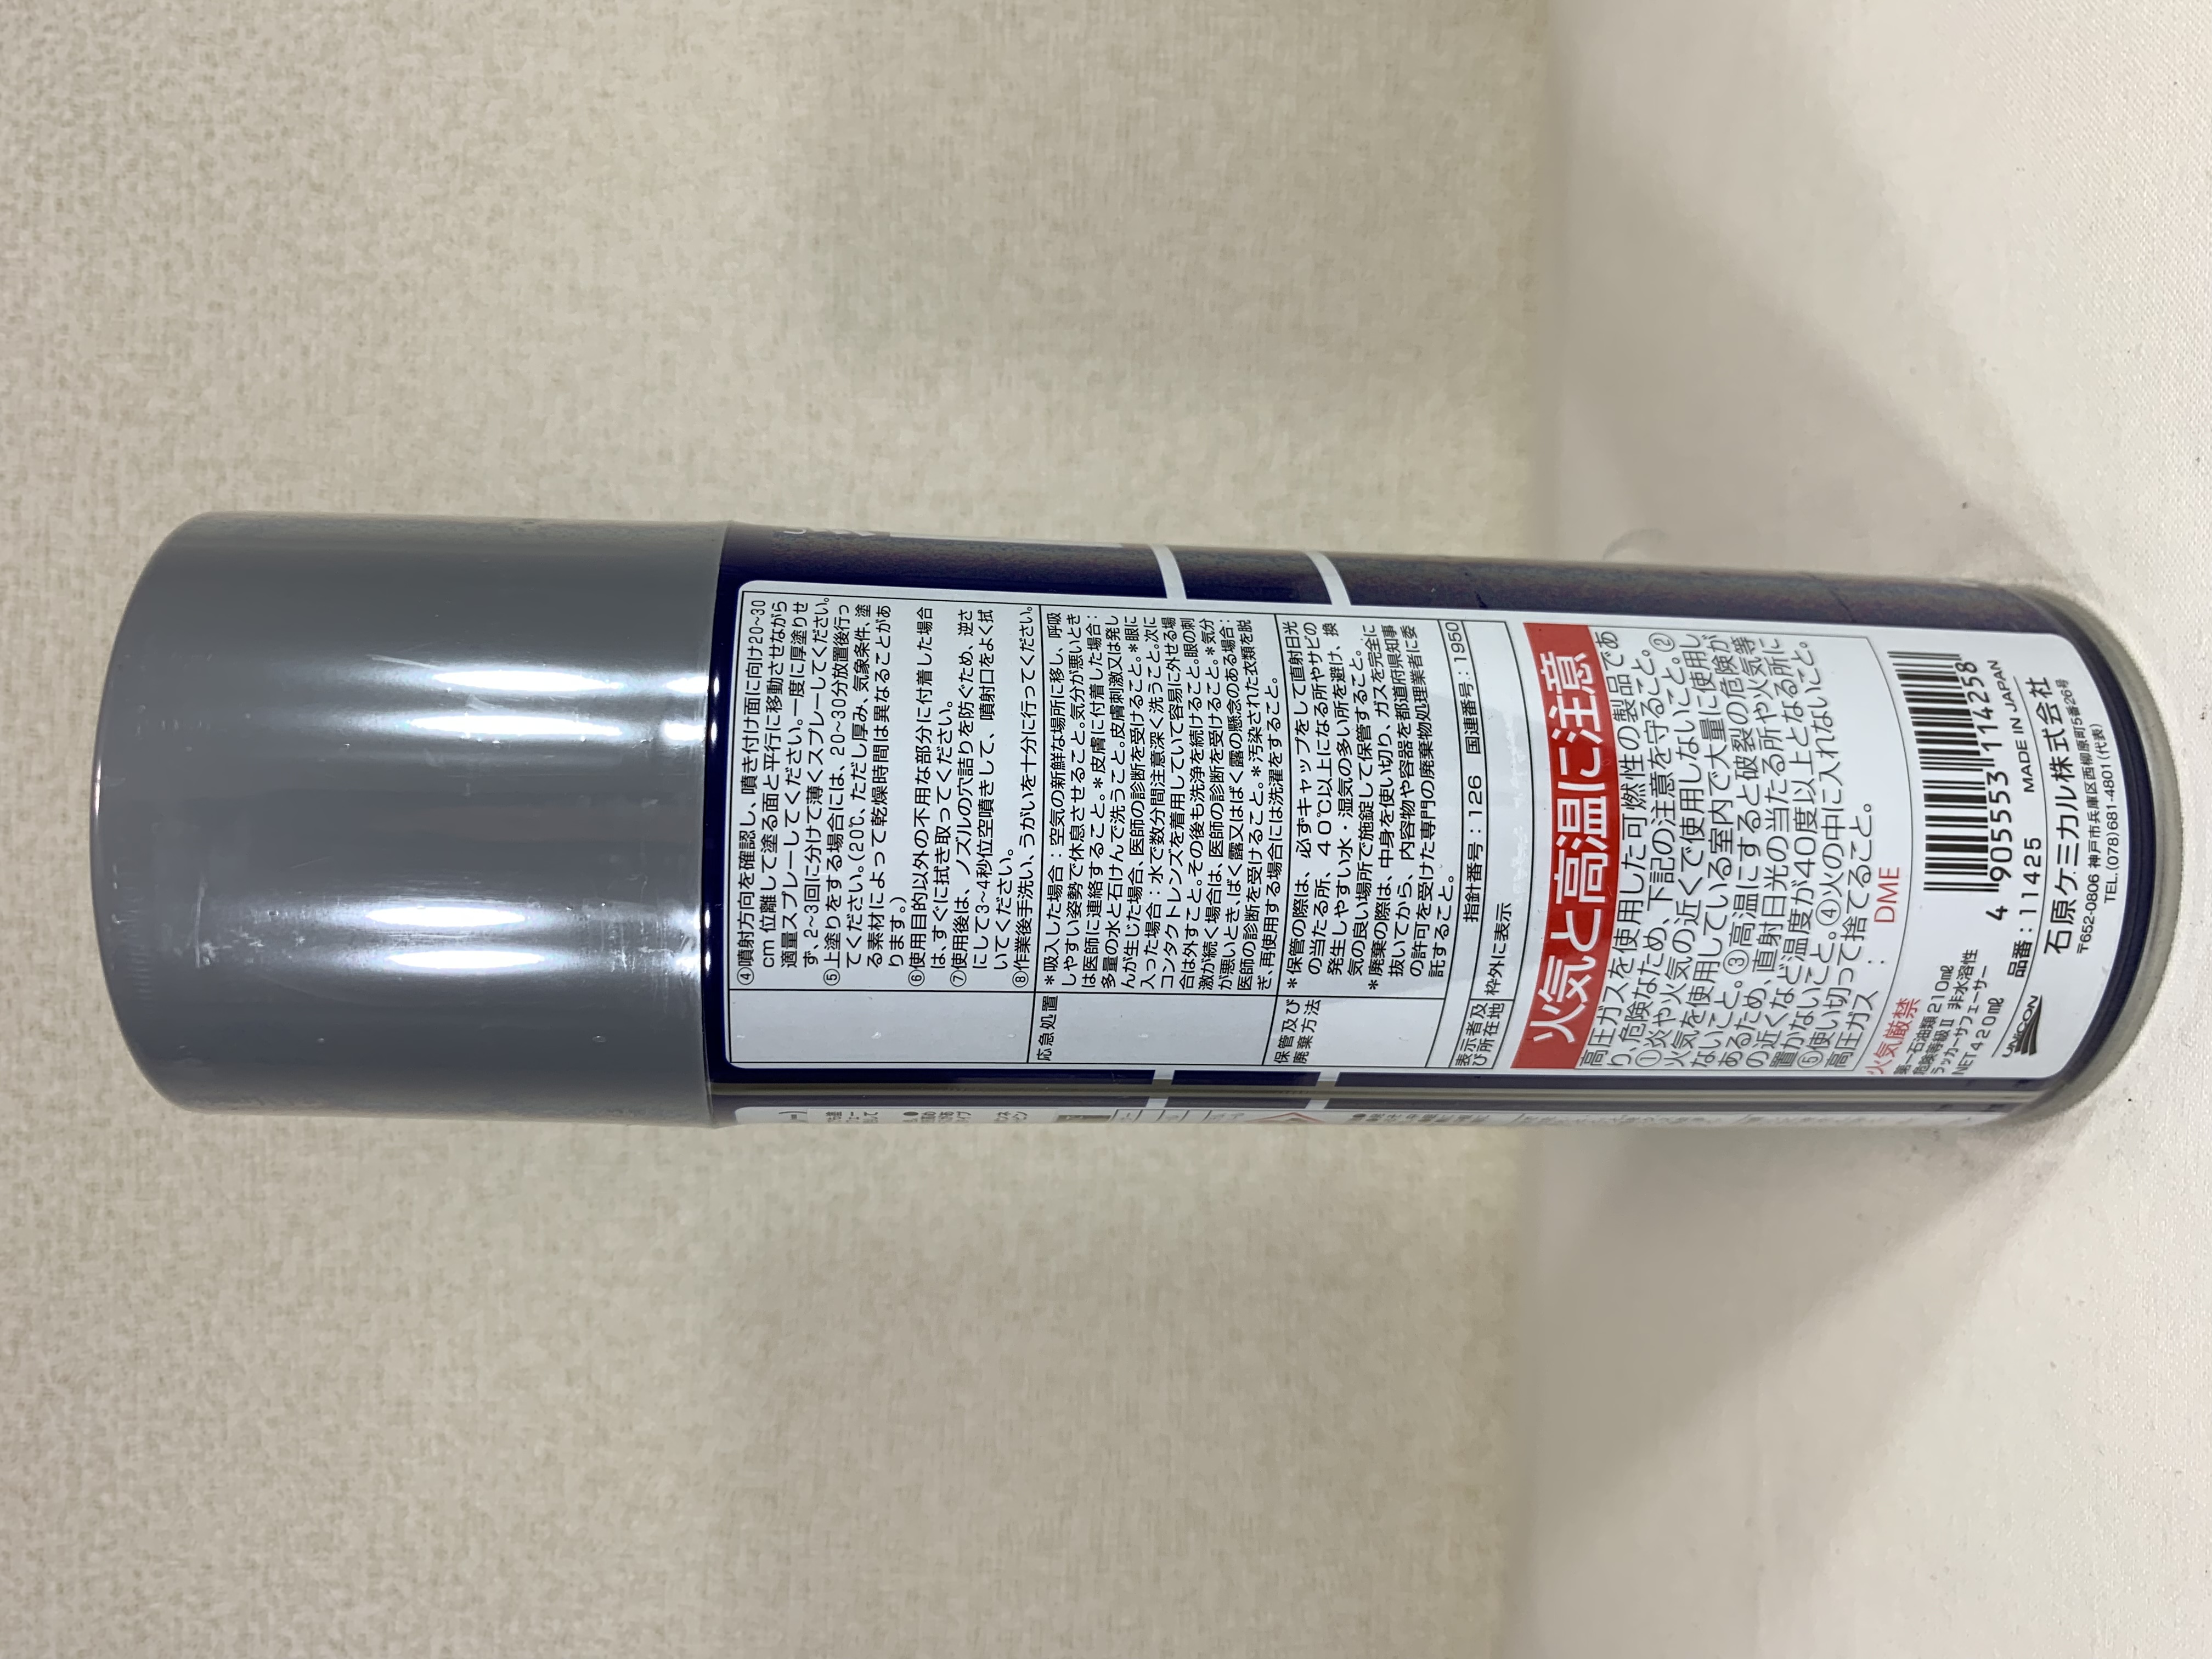 ④噴射方向を確認し、噴き付け面に向け20~30
cm位離して塗る面と平行に移動させながら
適量スプレーしてください。一度に厚塗りせ
ず、2~3回に分けて薄くスプレーしてください。
⑤上塗りをする場合には、20~30分放置後行っ
てください。(20℃、ただし厚み、気象条件、塗
る素材によって乾燥時間は異なることがあ
ります。)
⑥使用目的以外の不用な部分に付着した場合
は、すぐに拭き取ってください。
⑦使用後は、ノズルの穴詰りを防ぐため、逆さ
にして3~4秒位空噴きして、噴射口をよく拭
いてください。
⑧作業後手洗い、うがいを十分に行ってください。
応急処置
*吸入した場合：空気の新鮮な場所に移し、呼吸
しやすい姿勢で休息させること。気分が悪いとき
は医師に連絡すること。*皮膚に付着した場合：
多量の水と石けんで洗うこと。皮膚刺激又は発し
んが生じた場合、医師の診断を受けること。*眼に
入った場合：水で数分間注意深く洗うこと。次に
コンタクトレンズを着用していて容易に外せる場
合は外すこと。その後も洗浄を続けること。眼の刺
激が続く場合は、医師の診断を受けること。*気分
が悪いとき、ばく露又はばく露の懸念のある場合：
医師の診断を受けること。*汚染された衣類を脱
ぎ、再使用する場合には洗濯をすること。
保管及び
廃棄方法
*保管の際は、必ずキャップをして直射日光
の当たる所、40℃以上になる所やサビの
発生しやすい水・湿気の多い所を避け、換
気の良い場所で施錠して保管すること。
*廃棄の際は、中身を使い切り、ガスを完全に
抜いてから、内容物や容器を都道府県知事
の許可を受けた専門の廃棄物処理業者に委
託すること。
指針番号：126 国連番号：1950
表示者及
び所在地
枠外に表示
火気と高温に注意
高圧ガスを使用した可燃性の製品であ
り、危険なため、下記の注意を守ること。
①炎や火気の近くで使用しないこと。②
火気を使用している室内で大量に使用し
ないこと。③高温にすると破裂の危険が
あるため、直射日光の当たる所や火気等
の近くなど温度が40度以上となる所に
置かないこと。④火の中に入れないこと。
⑤使い切って捨てること。
高圧ガス：DME
火気厳禁
第一石油類210㎖
危険等級Ⅱ 非水溶性
ラッカーサフェーサー
NET420㎖
4 905553 114258
品番：11425 MADE IN JAPAN
UNICON
石原ケミカル株式会社
〒652-0806 神戸市兵庫区西柳原町5番26号
TEL.(078)681-4801(代表)